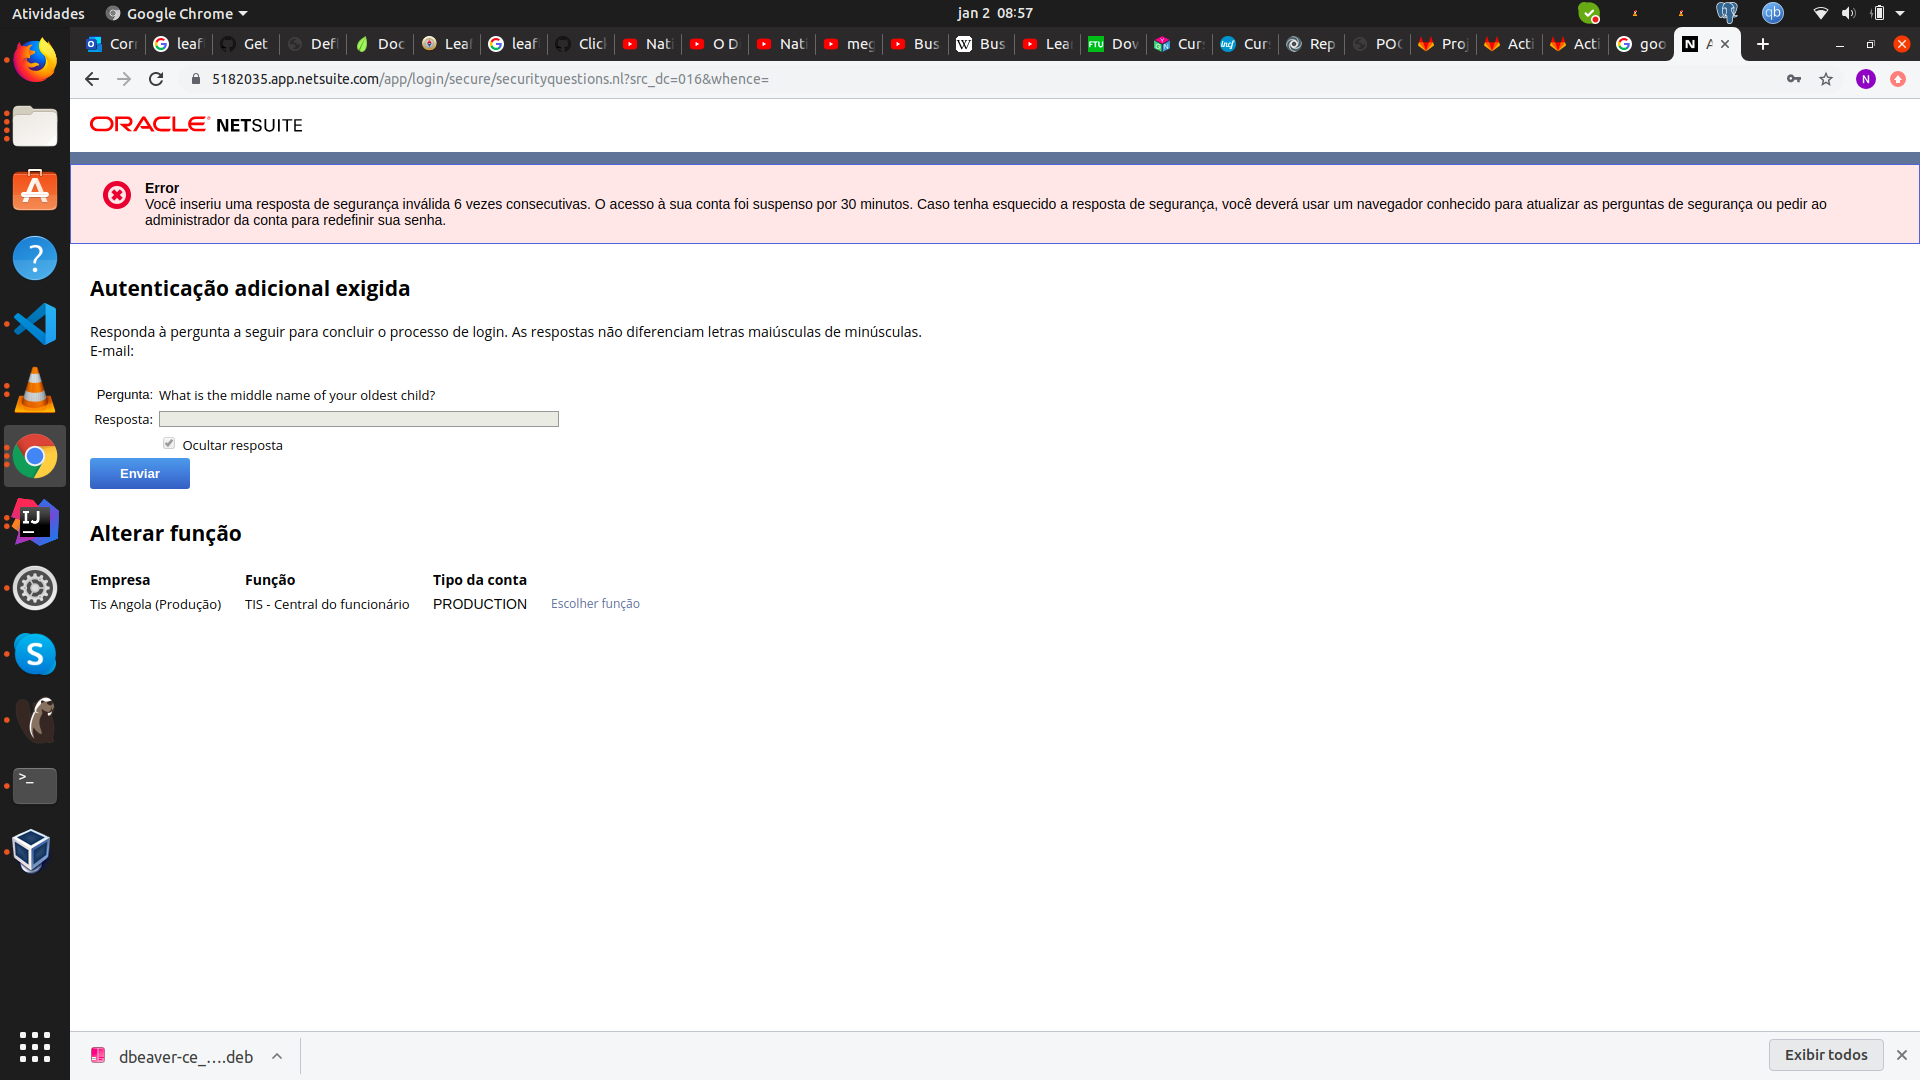 Atividades Google Chrome jan 2 08:57
Corr leaf Get Def Doc Leaf leaf Click Nati O D Nati meg Bus Bus Lear Dov Curs Curs Rep POC Proj Acti Acti goo A
5182035.app.netsuite.com/app/login/secure/securityquestions.nl?src_dc=016&whence=
ORACLE NETSUITE
Error
Você inseriu uma resposta de segurança inválida 6 vezes consecutivas. O acesso à sua conta foi suspenso por 30 minutos. Caso tenha esquecido a resposta de segurança, você deverá usar um navegador conhecido para atualizar as perguntas de segurança ou pedir ao
administrador da conta para redefinir sua senha.
Autenticação adicional exigida
Responda à pergunta a seguir para concluir o processo de login. As respostas não diferenciam letras maiúsculas de minúsculas.
E-mail:
Pergunta: What is the middle name of your oldest child?
Resposta:
Ocultar resposta
Enviar
Alterar função
Empresa Função Tipo da conta
Tis Angola (Produção) TIS - Central do funcionário PRODUCTION Escolher função
dbeaver-ce_....deb Exibir todos